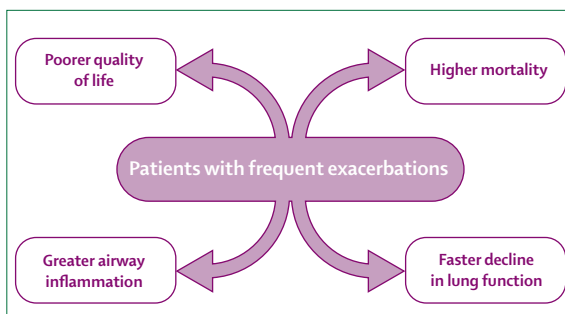 Poorer quality
of life
Higher mortality
Patients with frequent exacerbations
Greater airway
inflammation
Faster decline
in lung function